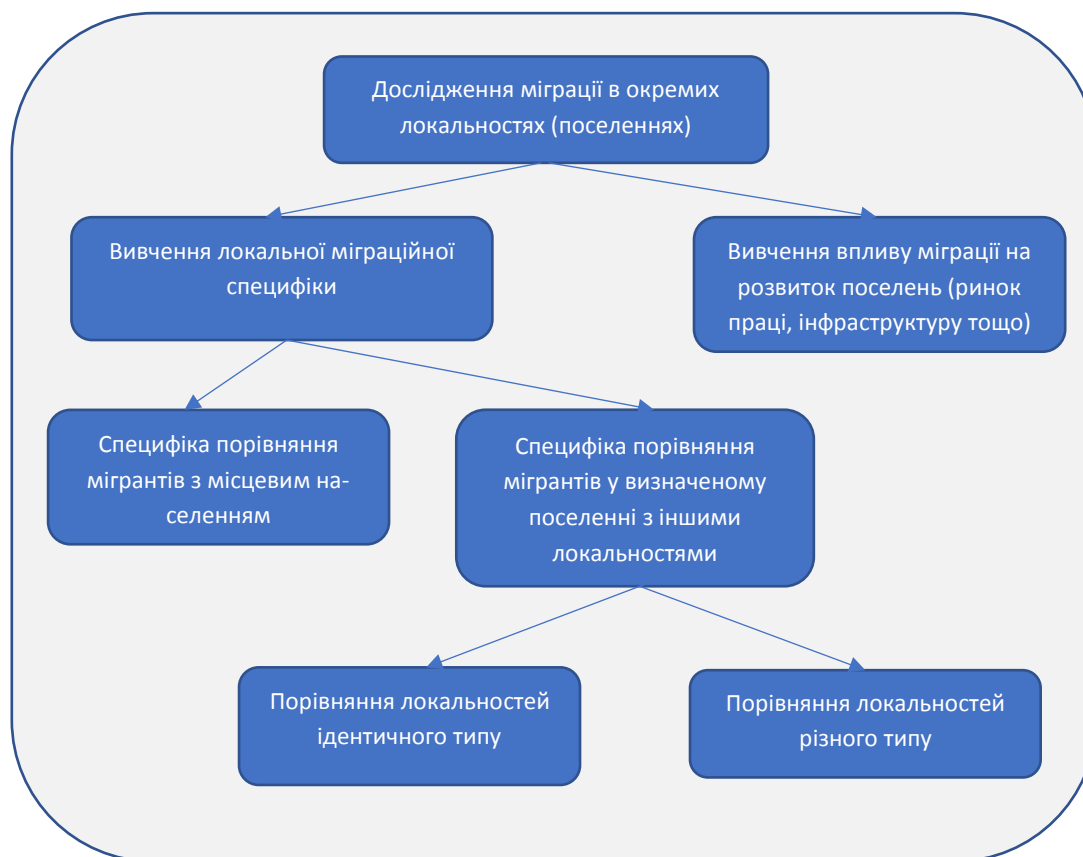 Дослідження міграції в окремих
локальностях (поселеннях)
Вивчення локальної міграційної
специфіки
Вивчення впливу міграції на
розвиток поселень (ринок
праці, інфраструктуру тощо)
Специфіка порівняння
мігрантів з місцевим на-
селенням
Специфіка порівняння
мігрантів у визначеному
поселенні з іншими
локальностями
Порівняння локальностей
ідентичного типу
Порівняння локальностей
різного типу